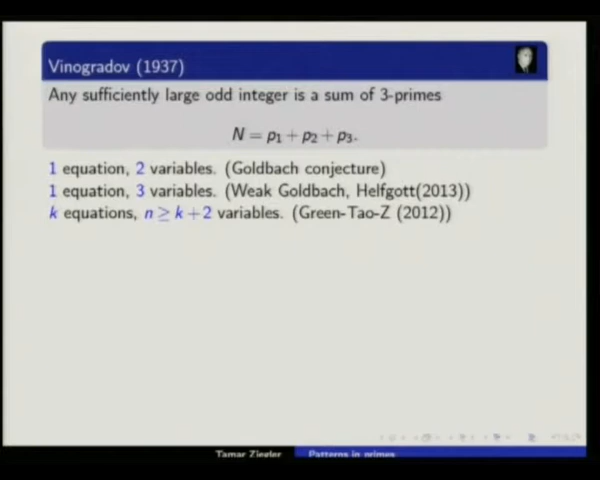 Vinogradov (1937)
Any sufficiently large odd integer is a sum of 3-primes
N = p₁ + p₂ + p₃.
1 equation, 2 variables. (Goldbach conjecture)
1 equation, 3 variables. (Weak Goldbach, Helfgott(2013))
k equations, n ≥ k + 2 variables. (Green-Tao-Z (2012))
Tamar Ziegler Patterns in primes